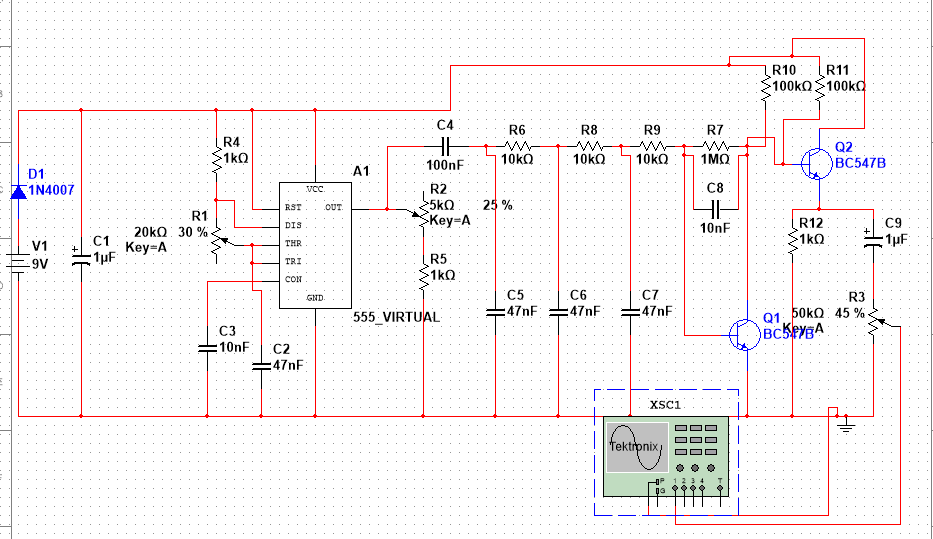 R10
100kΩ
R11
100kΩ
C4
100nF
R6
10kΩ
R8
10kΩ
R9
10kΩ
R7
1MΩ
R4
1kΩ
Q2
BC547B
D1
1N4007
A1
VCC
RST
OUT
DIS
THR
TRI
CON
GND
555_VIRTUAL
R2
5kΩ
Key=A
25 %
C8
10nF
R1
20kΩ
30 %
Key=A
R12
1kΩ
C9
1µF
V1
9V
C1
1µF
R5
1kΩ
C5
47nF
C6
47nF
C7
47nF
R3
50kΩ
45 %
Key=A
Q1
BC547B
C3
10nF
C2
47nF
XSC1
Tektronix
P
G
1 2 3 4 T